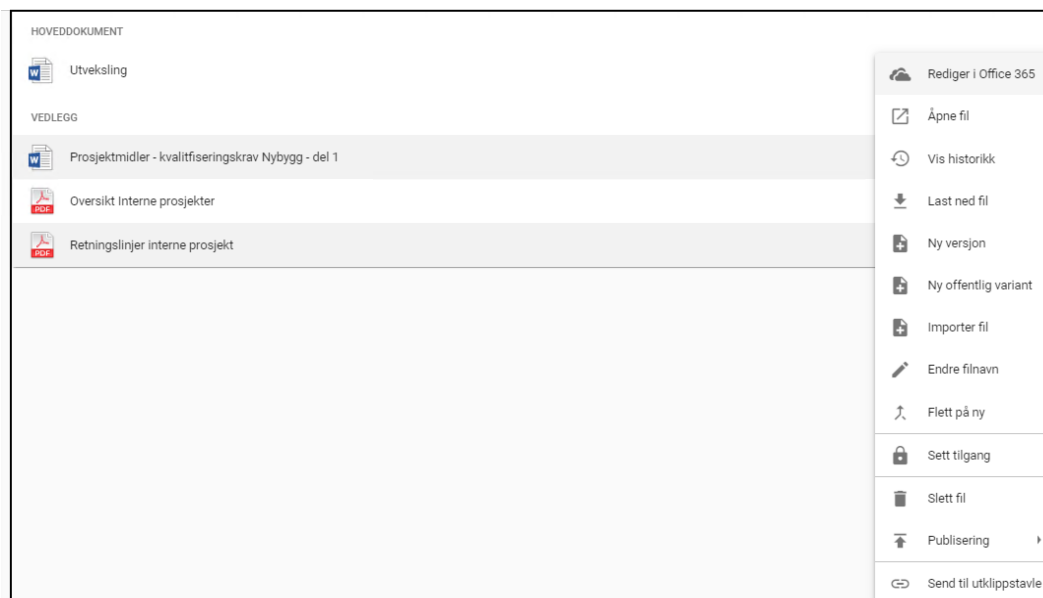 HOVEDDOKUMENT
Utveksling
VEDLEGG
Prosjektmidler - kvalitfiseringskrav Nybygg - del 1
Oversikt Interne prosjekter
Retningslinjer interne prosjekt
Rediger i Office 365
Åpne fil
Vis historikk
Last ned fil
Ny versjon
Ny offentlig variant
Importer fil
Endre filnavn
Flett på ny
Sett tilgang
Slett fil
Publisering
Send til utklippstavle